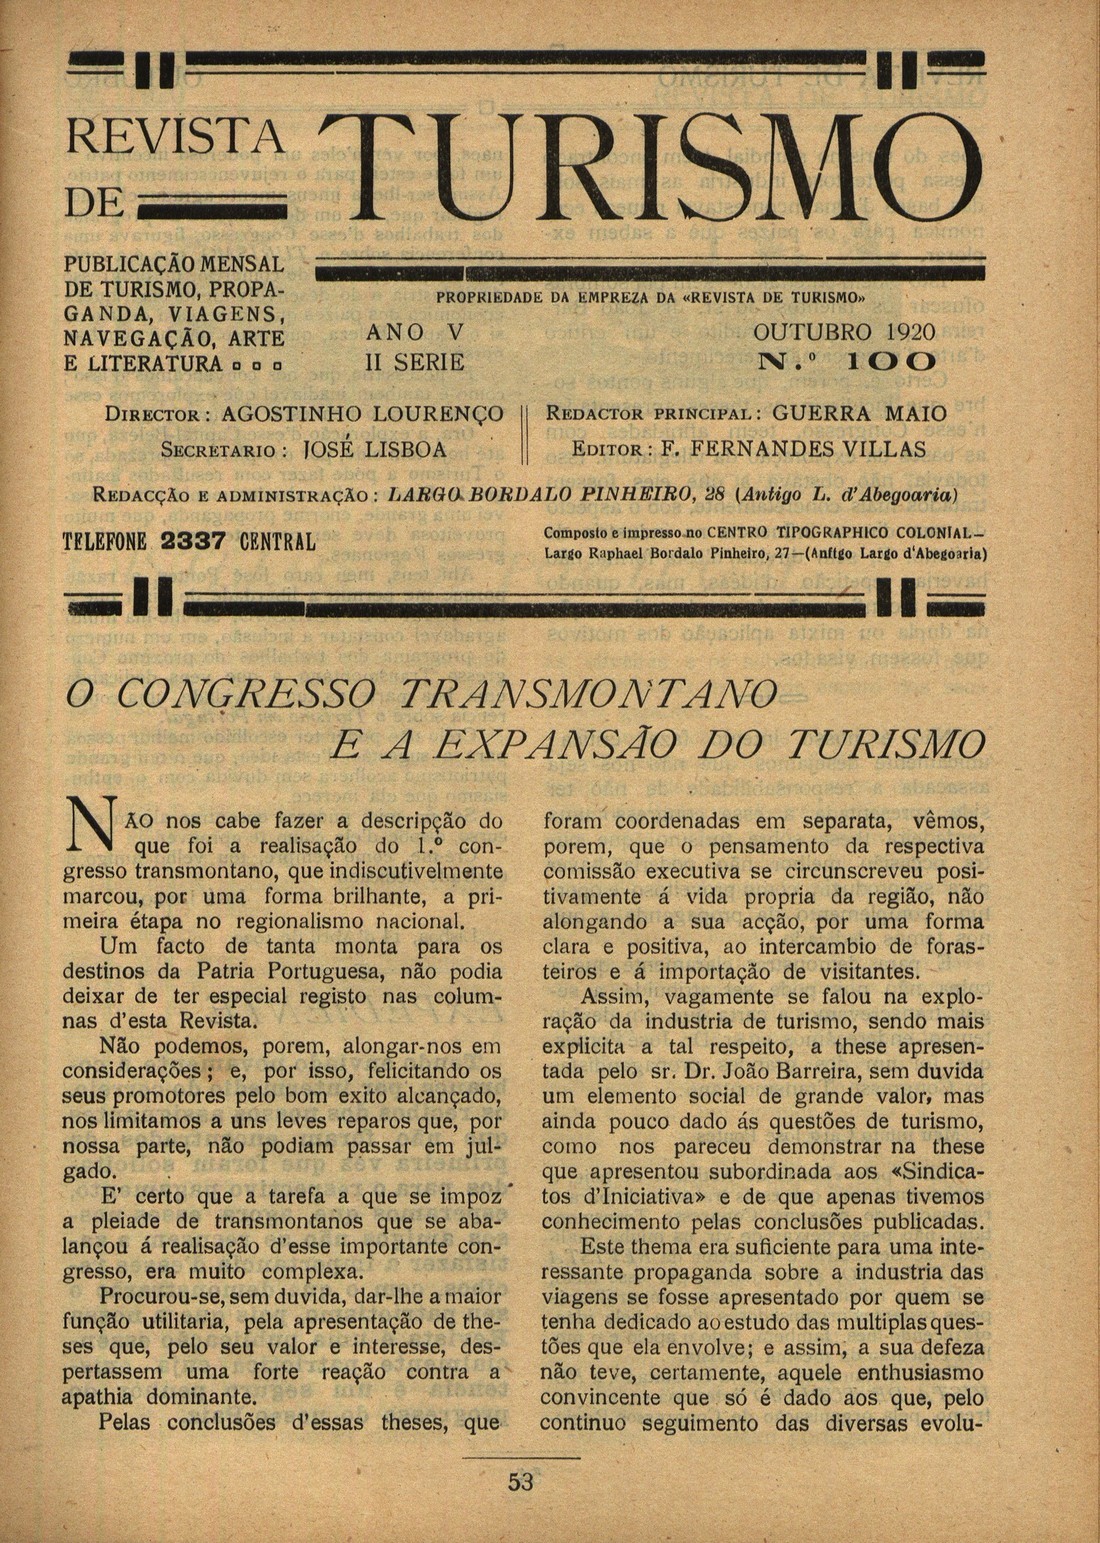 REVISTA
DE
TURISMO
PUBLICAÇÃO MENSAL
DE TURISMO, PROPA-
GANDA, VIAGENS,
NAVEGAÇÃO, ARTE
E LITERATURA
PROPRIEDADE DA EMPREZA DA «REVISTA DE TURISMO»
ANO V
II SERIE
OUTUBRO 1920
N.º 100
DIRECTOR: AGOSTINHO LOURENÇO
SECRETARIO: JOSÉ LISBOA
REDACTOR PRINCIPAL: GUERRA MAIO
EDITOR: F. FERNANDES VILLAS
REDACÇÃO E ADMINISTRAÇÃO: LARGO BORDALO PINHEIRO, 28 (Antigo L. d'Abegoaria)
TELEFONE 2337 CENTRAL
Composto e impresso no CENTRO TIPOGRAPHICO COLONIAL—
Largo Raphael Bordalo Pinheiro, 27—(Anftgo Largo d'Abegoaria)
O CONGRESSO TRANSMONTANO
E A EXPANSÃO DO TURISMO
NÃO nos cabe fazer a descripção do
que foi a realisação do 1.º con-
gresso transmontano, que indiscutivelmente
marcou, por uma forma brilhante, a pri-
meira étapa no regionalismo nacional.
Um facto de tanta monta para os
destinos da Patria Portuguesa, não podia
deixar de ter especial registo nas colum-
nas d'esta Revista.
Não podemos, porem, alongar-nos em
considerações; e, por isso, felicitando os
seus promotores pelo bom exito alcançado,
nos limitamos a uns leves reparos que, por
nossa parte, não podiam passar em jul-
gado.
E' certo que a tarefa a que se impoz
a pleiade de transmontanos que se aba-
lançou á realisação d'esse importante con-
gresso, era muito complexa.
Procurou-se, sem duvida, dar-lhe a maior
função utilitaria, pela apresentação de the-
ses que, pelo seu valor e interesse, des-
pertassem uma forte reação contra a
apathia dominante.
Pelas conclusões d'essas theses, que
foram coordenadas em separata, vêmos,
porem, que o pensamento da respectiva
comissão executiva se circunscreveu posi-
tivamente á vida propria da região, não
alongando a sua acção, por uma forma
clara e positiva, ao intercambio de foras-
teiros e á importação de visitantes.
Assim, vagamente se falou na explo-
ração da industria de turismo, sendo mais
explicita a tal respeito, a these apresen-
tada pelo sr. Dr. João Barreira, sem duvida
um elemento social de grande valor, mas
ainda pouco dado ás questões de turismo,
como nos pareceu demonstrar na these
que apresentou subordinada aos «Sindica-
tos d'Iniciativa» e de que apenas tivemos
conhecimento pelas conclusões publicadas.
Este thema era suficiente para uma inte-
ressante propaganda sobre a industria das
viagens se fosse apresentado por quem se
tenha dedicado ao estudo das multiplas ques-
tões que ela envolve; e assim, a sua defeza
não teve, certamente, aquele enthusiasmo
convincente que só é dado aos que, pelo
continuo seguimento das diversas evolu-
53